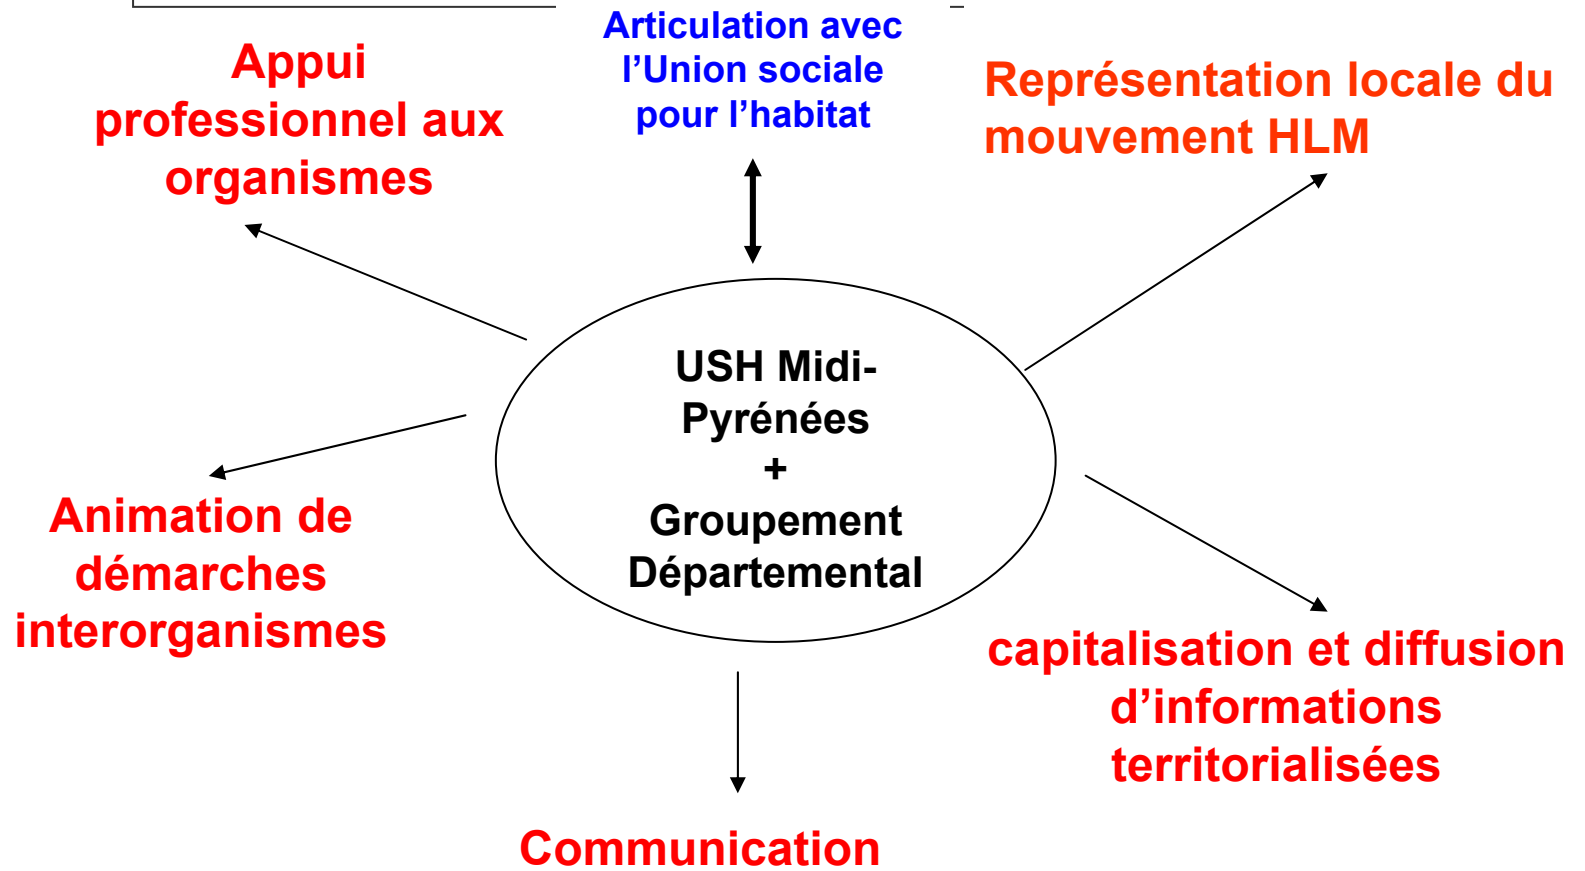 Articulation avec
l’Union sociale
pour l’habitat
Appui
professionnel aux
organismes
Représentation locale du
mouvement HLM
USH Midi-
Pyrénées
+
Groupement
Départemental
Animation de
démarches
interorganismes
capitalisation et diffusion
d’informations
territorialisées
Communication